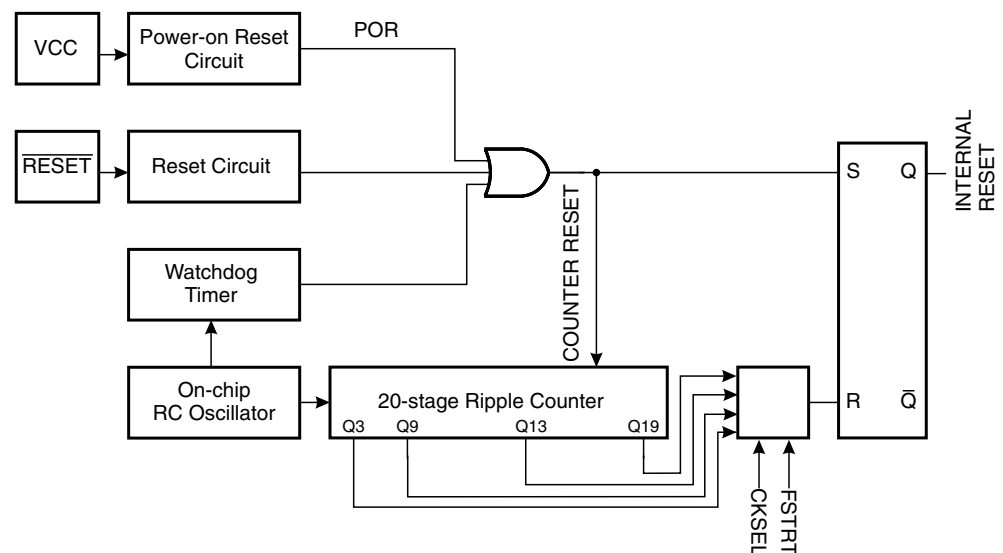 VCC
Power-on Reset
Circuit
POR
RESET
Reset Circuit
COUNTER RESET
S
Q
INTERNAL
RESET
Watchdog
Timer
On-chip
RC Oscillator
20-stage Ripple Counter
Q3
Q9
Q13
Q19
R
Q̅
CKSEL
FSTRT